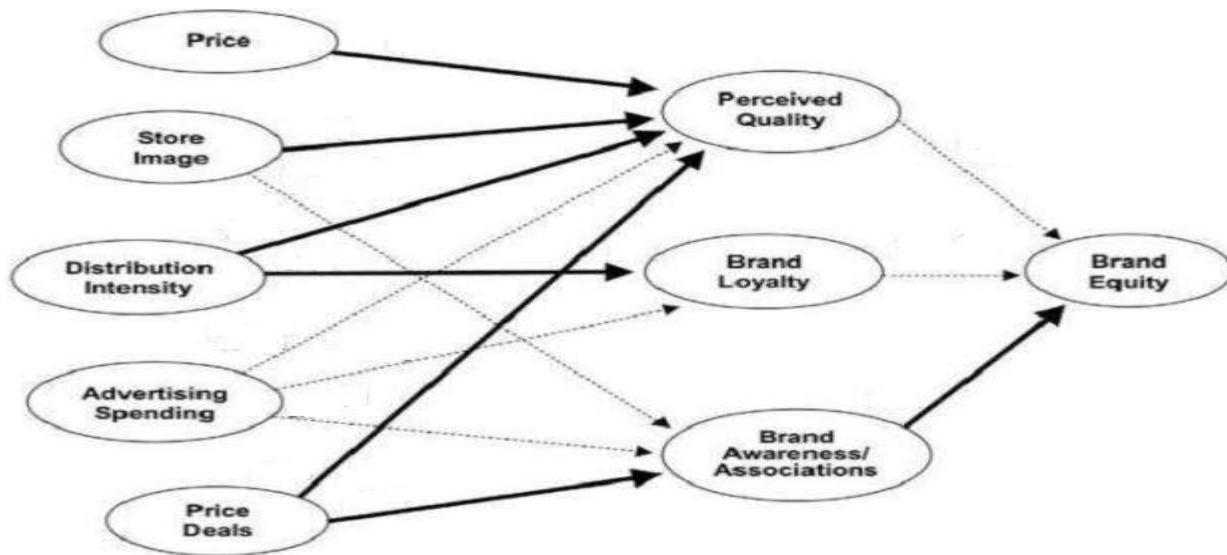 Price
Store
Image
Distribution
Intensity
Advertising
Spending
Price
Deals
Perceived
Quality
Brand
Loyalty
Brand
Awareness/
Associations
Brand
Equity